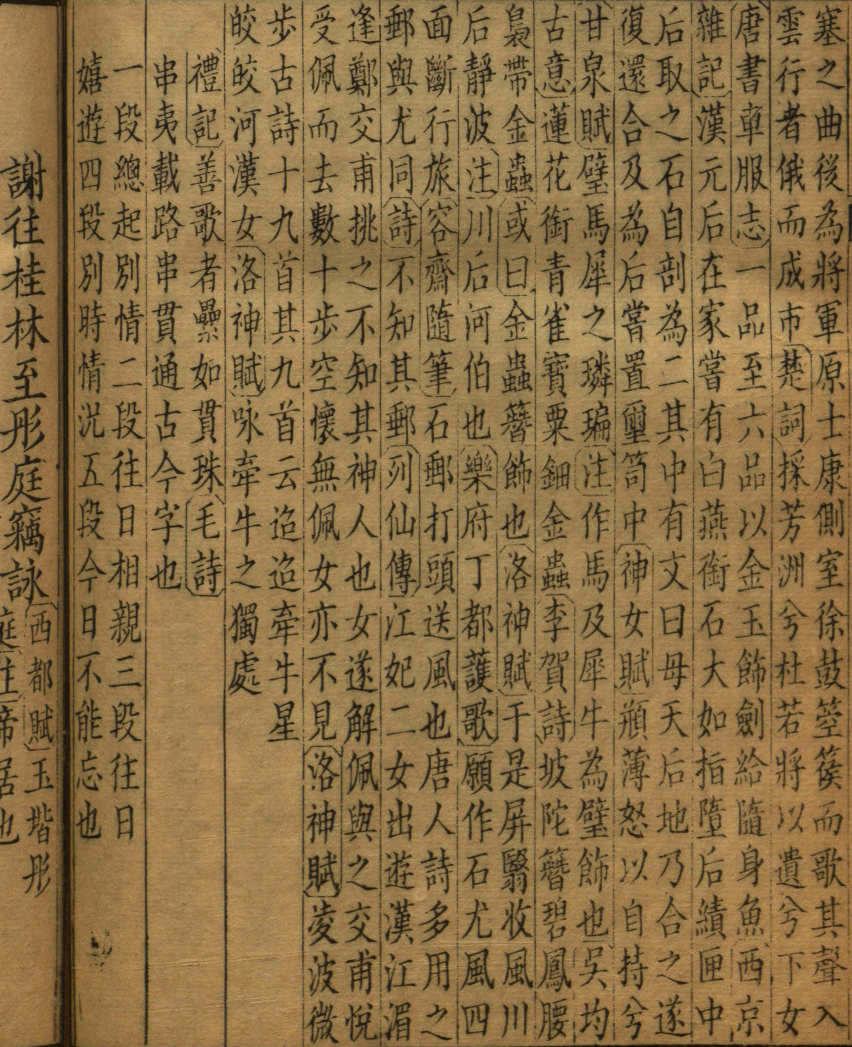 塞之曲後為將軍原士康側室徐鼓箜篌而歌其聲入
雲行者俄而成市楚詞採芳洲兮杜若將以遺兮下女
唐書車服志一品至六品以金玉飾劍給隨身魚西京
雜記漢元后在家嘗有白燕銜石大如指墮后績匣中
后取之石自剖為二其中有文曰母天后地乃合之遂
復還合及為后嘗置璽笥中神女賦頩薄怒以自持兮
甘泉賦璧馬犀之璘㻞注作馬及犀牛為璧飾也吳均
古意蓮花銜青雀寶粟鈿金蟲李賀詩坡陀簪碧鳳腰
裊帶金蟲或曰金蟲簪飾也洛神賦于是屏翳收風川
后靜波注川后河伯也樂府丁都護歌願作石尤風四
面斷行旅容齋隨筆石郵打頭送風也唐人詩多用之
郵與尤同詩不知其郵列仙傳江妃二女出遊漢江湄
逢鄭交甫挑之不知其神人也女遂解佩與之交甫悅
受佩而去數十步空懷無佩女亦不見洛神賦凌波微
步古詩十九首其九首云迢迢牽牛星
皎皎河漢女洛神賦咏牽牛之獨處
禮記善歌者纍如貫珠毛詩
串夷載路串貫通古今字也
一段總起別情二段往日相親三段往日
嬉遊四段別時情況五段今日不能忘也
謝往桂林至彤庭竊詠西都賦玉堦彤
庭注帝居也